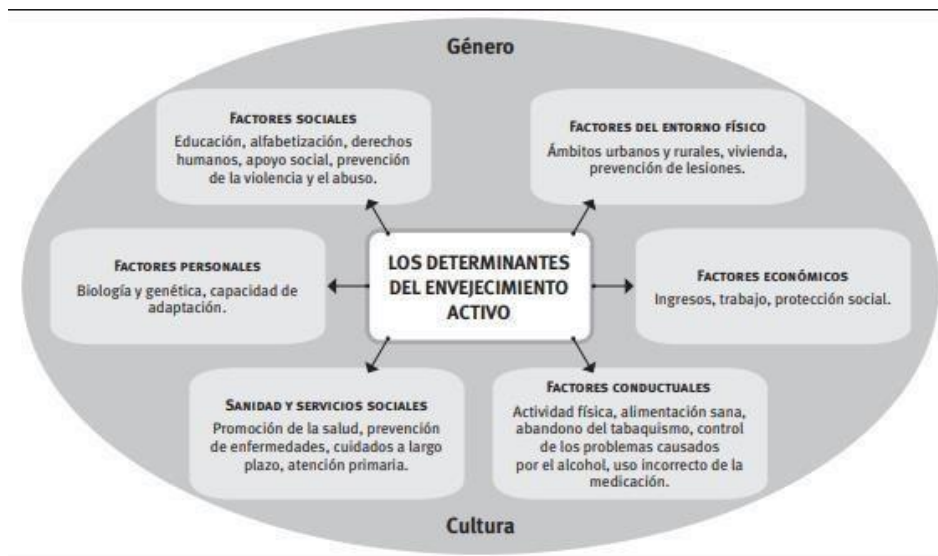 Género
FACTORES SOCIALES
Educación, alfabetización, derechos
humanos, apoyo social, prevención
de la violencia y el abuso.
FACTORES DEL ENTORNO FÍSICO
Ámbitos urbanos y rurales, vivienda,
prevención de lesiones.
FACTORES PERSONALES
Biología y genética, capacidad de
adaptación.
LOS DETERMINANTES
DEL ENVEJECIMIENTO
ACTIVO
FACTORES ECONÓMICOS
Ingresos, trabajo, protección social.
SANIDAD Y SERVICIOS SOCIALES
Promoción de la salud, prevención
de enfermedades, cuidados a largo
plazo, atención primaria.
FACTORES CONDUCTUALES
Actividad física, alimentación sana,
abandono del tabaquismo, control
de los problemas causados
por el alcohol, uso incorrecto de la
medicación.
Cultura